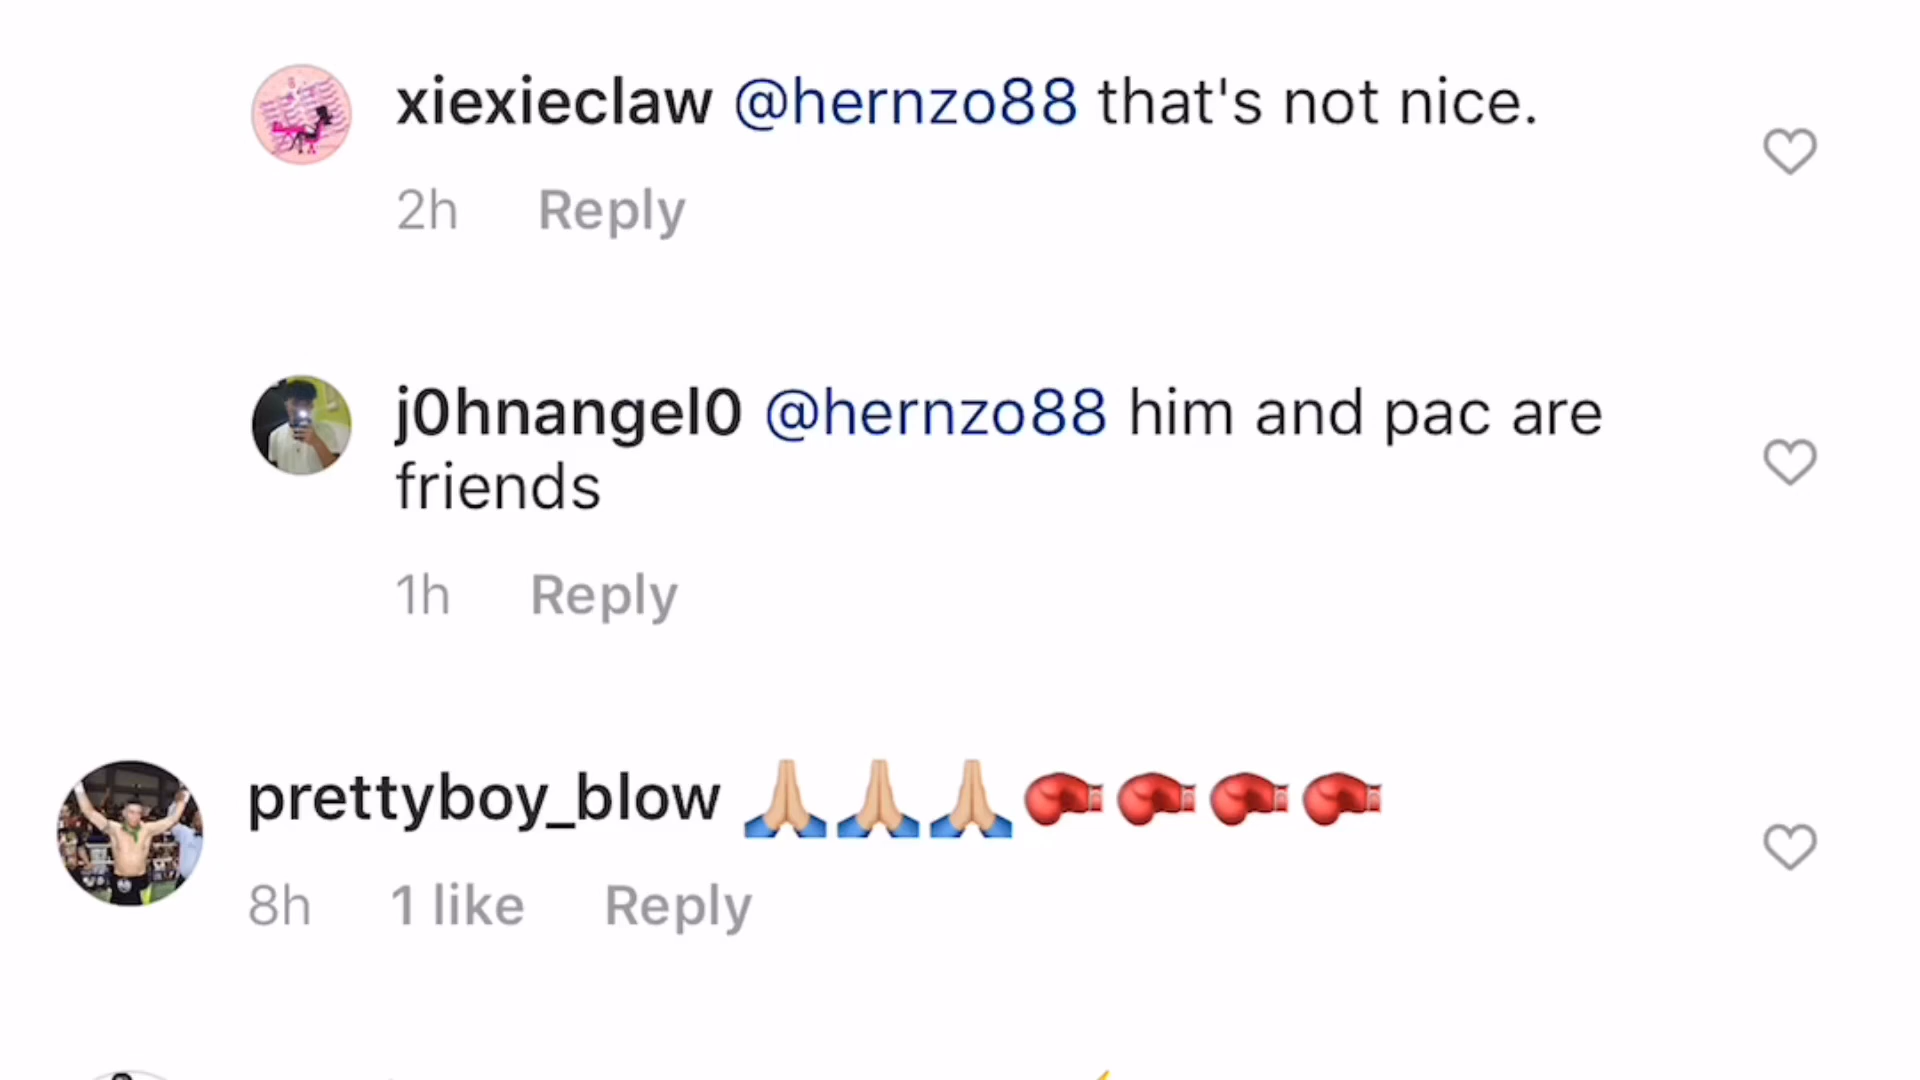 xiexieclaw @hernzo88 that's not nice.
2h Reply
j0hnangel0 @hernzo88 him and pac are
friends
1h Reply
prettyboy_blow 🙏🏼🙏🏼🙏🏼🥊🥊🥊🥊
8h 1 like Reply